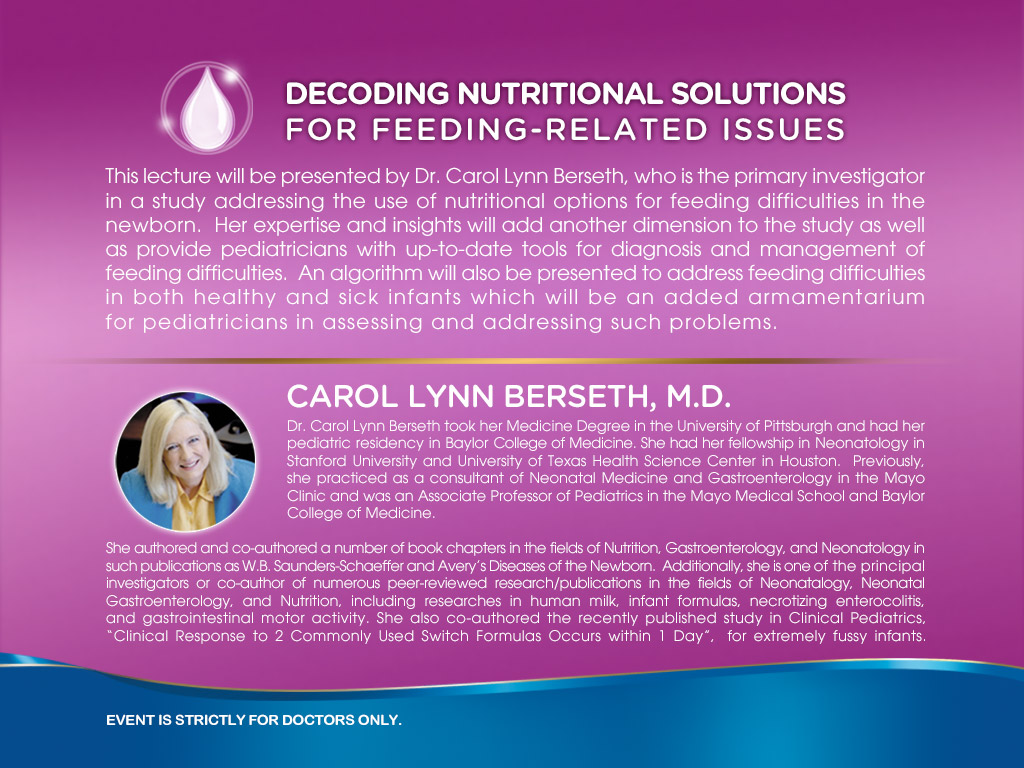 DECODING NUTRITIONAL SOLUTIONS
FOR FEEDING-RELATED ISSUES
This lecture will be presented by Dr. Carol Lynn Berseth, who is the primary investigator
in a study addressing the use of nutritional options for feeding difficulties in the
newborn.  Her expertise and insights will add another dimension to the study as well
as provide pediatricians with up-to-date tools for diagnosis and management of
feeding difficulties.  An algorithm will also be presented to address feeding difficulties
in both healthy and sick infants which will be an added armamentarium
for pediatricians in assessing and addressing such problems.
CAROL LYNN BERSETH, M.D.
Dr. Carol Lynn Berseth took her Medicine Degree in the University of Pittsburgh and had her
pediatric residency in Baylor College of Medicine. She had her fellowship in Neonatology in
Stanford University and University of Texas Health Science Center in Houston.  Previously,
she practiced as a consultant of Neonatal Medicine and Gastroenterology in the Mayo
Clinic and was an Associate Professor of Pediatrics in the Mayo Medical School and Baylor
College of Medicine.
She authored and co-authored a number of book chapters in the fields of Nutrition, Gastroenterology, and Neonatology in
such publications as W.B. Saunders-Schaeffer and Avery's Diseases of the Newborn.  Additionally, she is one of the principal
investigators or co-author of numerous peer-reviewed research/publications in the fields of Neonatalogy, Neonatal
Gastroenterology, and Nutrition, including researches in human milk, infant formulas, necrotizing enterocolitis,
and gastrointestinal motor activity. She also co-authored the recently published study in Clinical Pediatrics,
"Clinical Response to 2 Commonly Used Switch Formulas Occurs within 1 Day",  for extremely fussy infants.
EVENT IS STRICTLY FOR DOCTORS ONLY.